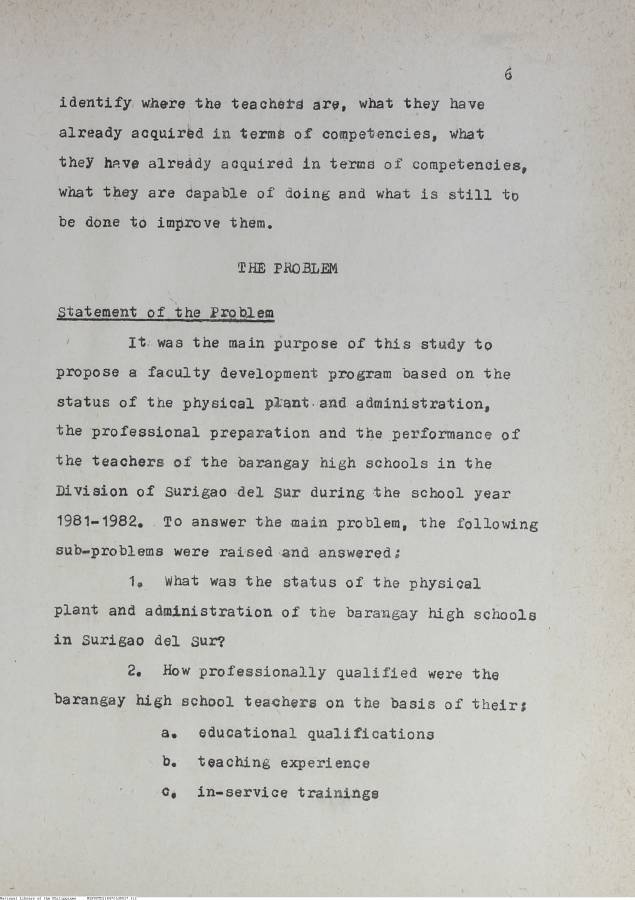 6
identify where the teachers are, what they have
already acquired in terms of competencies, what
they have already acquired in terms of competencies,
what they are capable of doing and what is still to
be done to improve them.
THE PROBLEM
Statement of the Problem
It was the main purpose of this study to
propose a faculty development program based on the
status of the physical plant and administration,
the professional preparation and the performance of
the teachers of the barangay high schools in the
Division of Surigao del Sur during the school year
1981-1982. To answer the main problem, the following
sub-problems were raised and answered:
1. What was the status of the physical
plant and administration of the barangay high schools
in Surigao del Sur?
2. How professionally qualified were the
barangay high school teachers on the basis of their:
a. educational qualifications
b. teaching experience
c. in-service trainings
National Library of the Philippines